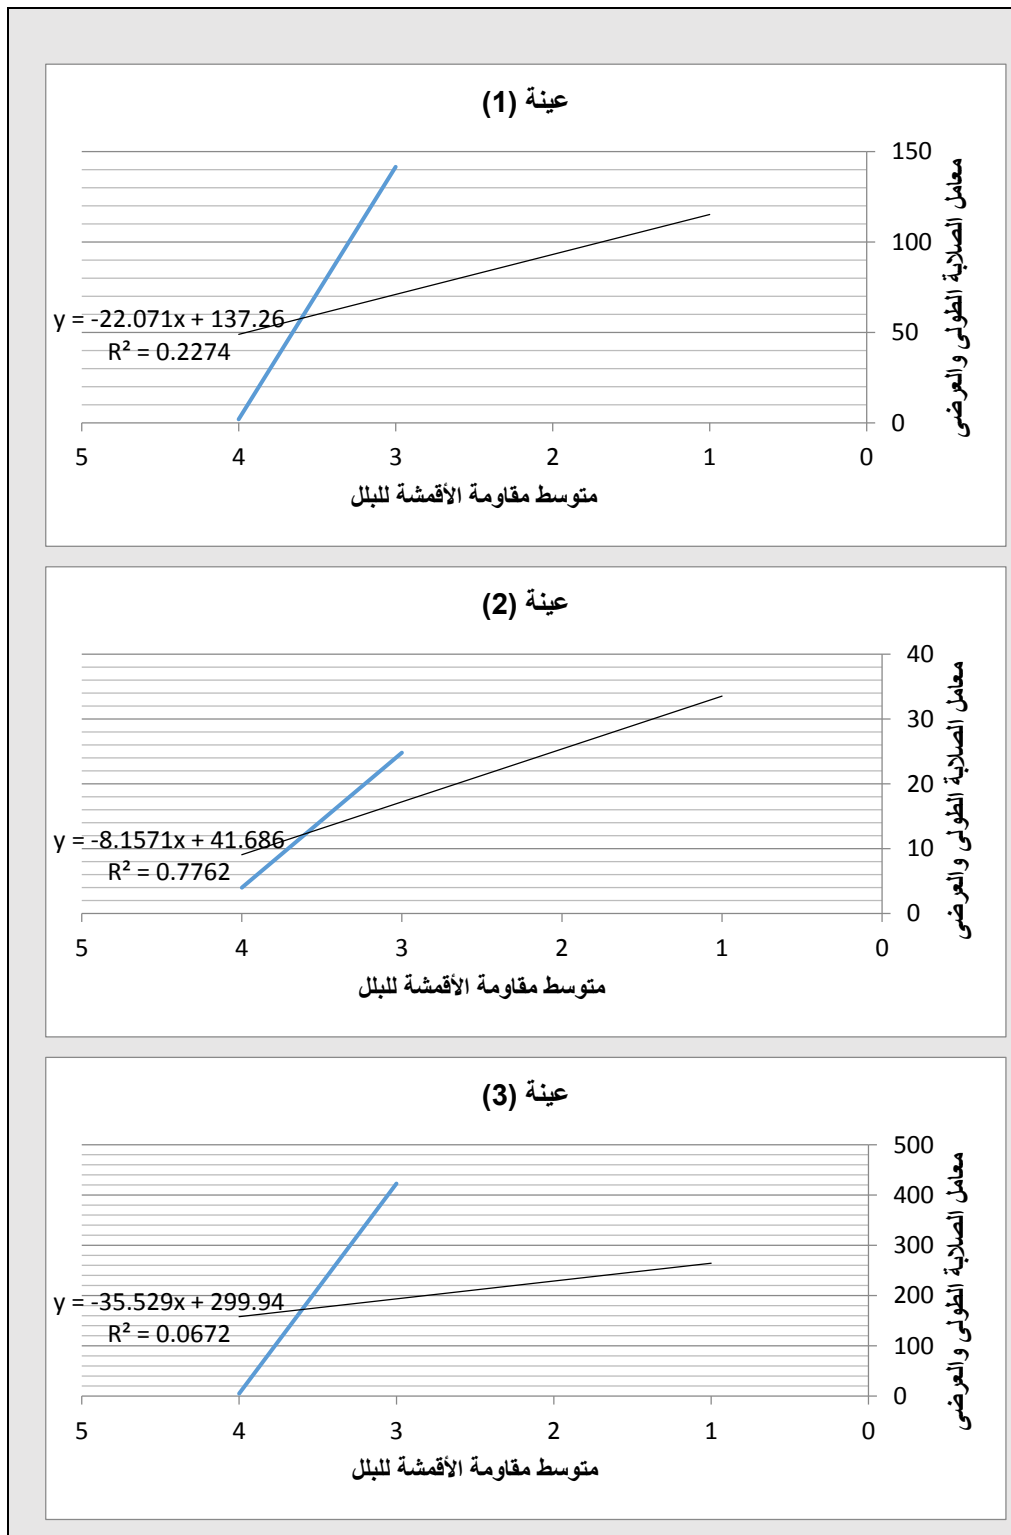 عينة (1)
150
100
50
0
معامل الصلابة الطولى والعرضى
y = -22.071x + 137.26
R² = 0.2274
5 4 3 2 1 0
متوسط مقاومة الأقمشة للبلل
عينة (2)
40
30
20
10
0
معامل الصلابة الطولى والعرضى
y = -8.1571x + 41.686
R² = 0.7762
5 4 3 2 1 0
متوسط مقاومة الأقمشة للبلل
عينة (3)
500
400
300
200
100
0
معامل الصلابة الطولى والعرضى
y = -35.529x + 299.94
R² = 0.0672
5 4 3 2 1 0
متوسط مقاومة الأقمشة للبلل